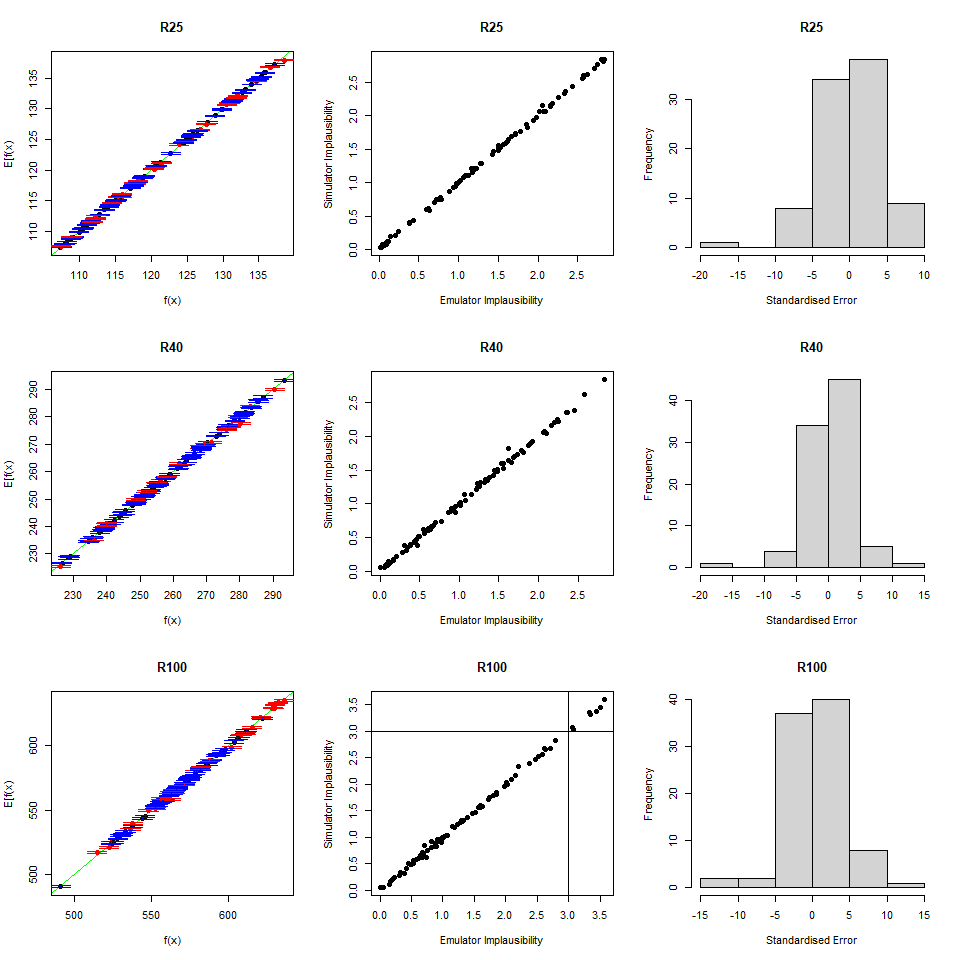 R25
E[f(x)
110 115 120 125 130 135
110 115 120 125 130 135
f(x)
R25
Simulator Implausibility
0.0 0.5 1.0 1.5 2.0 2.5
0.0 0.5 1.0 1.5 2.0 2.5
Emulator Implausibility
R25
Frequency
0 10 20 30
-20 -15 -10 -5 0 5 10
Standardised Error
R40
E[f(x)
230 240 250 260 270 280 290
230 240 250 260 270 280 290
f(x)
R40
Simulator Implausibility
0.0 0.5 1.0 1.5 2.0 2.5
0.0 0.5 1.0 1.5 2.0 2.5
Emulator Implausibility
R40
Frequency
0 10 20 30 40
-20 -15 -10 -5 0 5 10 15
Standardised Error
R100
E[f(x)
500 550 600
500 550 600
f(x)
R100
Simulator Implausibility
0.0 0.5 1.0 1.5 2.0 2.5 3.0 3.5
0.0 0.5 1.0 1.5 2.0 2.5 3.0 3.5
Emulator Implausibility
R100
Frequency
0 10 20 30 40
-15 -10 -5 0 5 10 15
Standardised Error